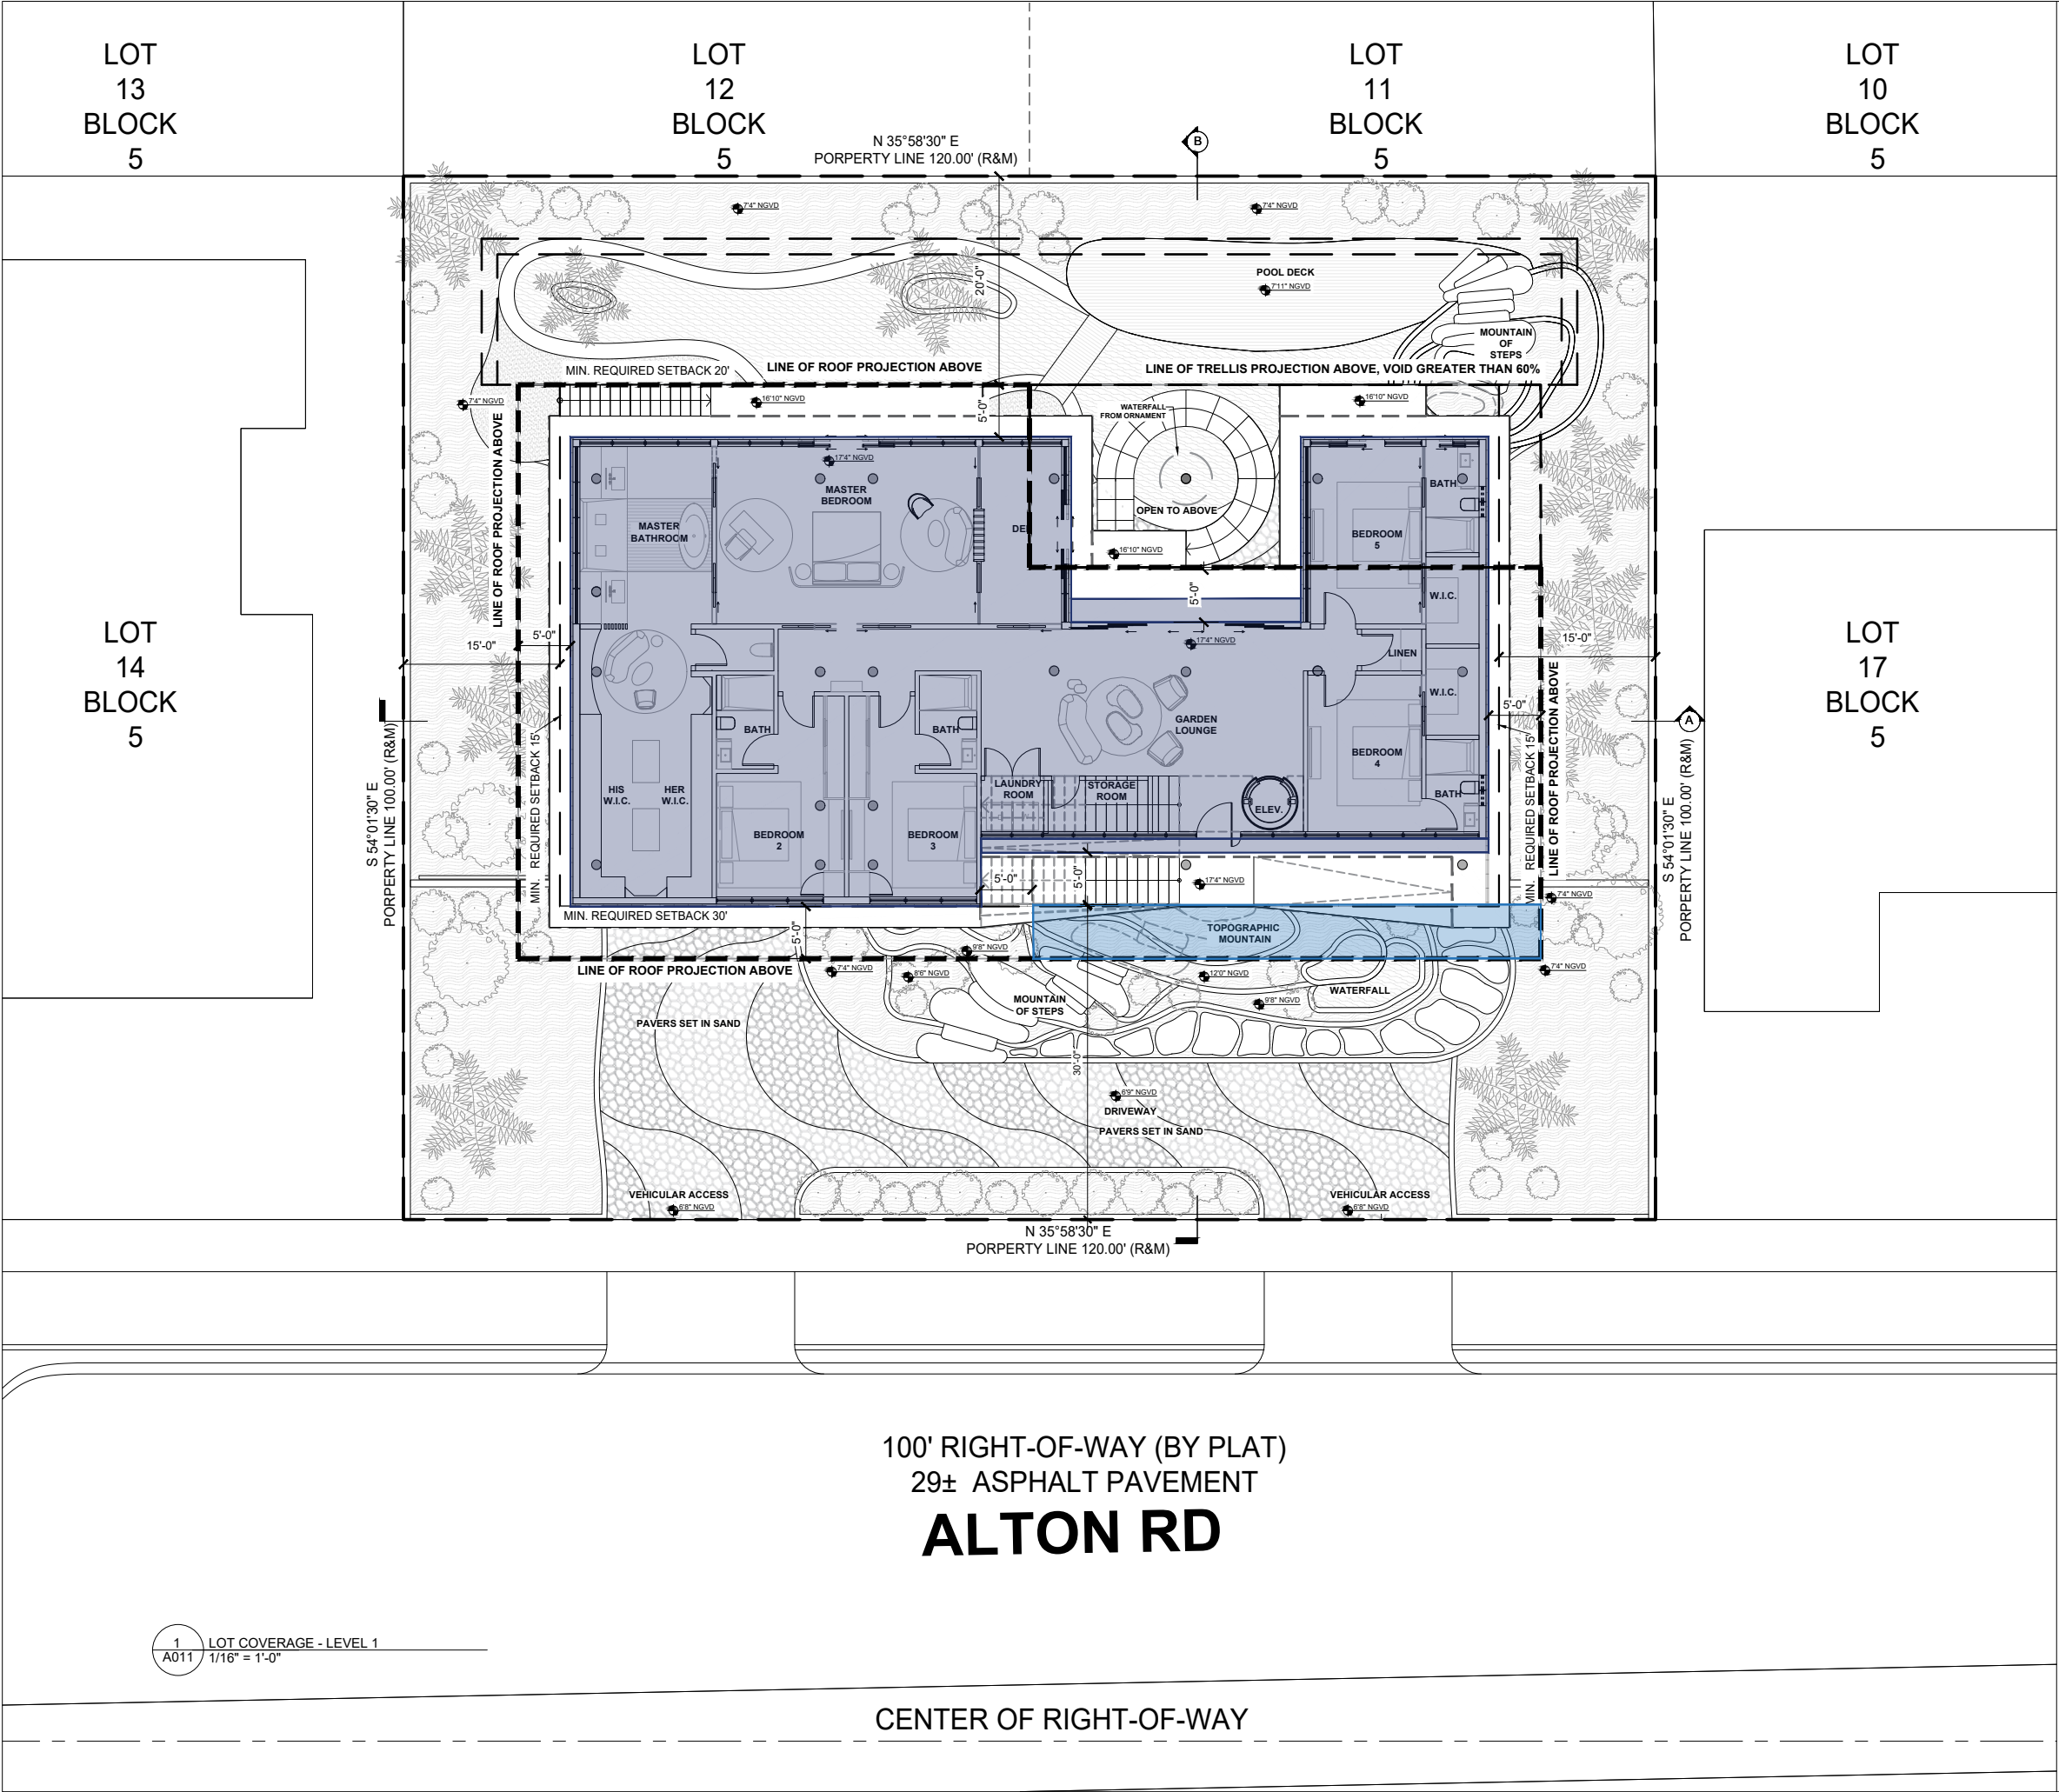 LOT
13
BLOCK
5
LOT
12
BLOCK
5
LOT
11
BLOCK
5
LOT
10
BLOCK
5
N 35°58'30" E
PORPERTY LINE 120.00' (R&M)
B
7'4" NGVD
7'4" NGVD
20'-0"
POOL DECK
7'11" NGVD
MOUNTAIN
OF
STEPS
LINE OF ROOF PROJECTION ABOVE
MIN. REQUIRED SETBACK 20'
LINE OF TRELLIS PROJECTION ABOVE, VOID GREATER THAN 60%
7'4" NGVD
16'10" NGVD
5'-0"
WATERFALL
FROM ORNAMENT
16'10" NGVD
LINE OF ROOF PROJECTION ABOVE
17'4" NGVD
MASTER
BEDROOM
MASTER
BATHROOM
DEN
OPEN TO ABOVE
16'10" NGVD
BEDROOM
5
BATH
W.I.C.
5'-0"
15'-0"
5'-0"
17'4" NGVD
LINEN
15'-0"
LOT
14
BLOCK
5
LOT
17
BLOCK
5
W.I.C.
5'-0"
BATH
BATH
GARDEN
LOUNGE
BEDROOM
4
A
LINE OF ROOF PROJECTION ABOVE
MIN. REQUIRED SETBACK 15'
MIN. REQUIRED SETBACK 15'
S 54°01'30" E
PORPERTY LINE 100.00' (R&M)
S 54°01'30" E
PORPERTY LINE 100.00' (R&M)
HIS
W.I.C.
HER
W.I.C.
LAUNDRY
ROOM
STORAGE
ROOM
ELEV.
BATH
BEDROOM
2
BEDROOM
3
5'-0"
5'-0"
17'4" NGVD
7'4" NGVD
MIN. REQUIRED SETBACK 30'
5'-0"
TOPOGRAPHIC
MOUNTAIN
9'8" NGVD
LINE OF ROOF PROJECTION ABOVE
7'4" NGVD
8'6" NGVD
12'0" NGVD
7'4" NGVD
WATERFALL
MOUNTAIN
OF STEPS
9'8" NGVD
PAVERS SET IN SAND
30'-0"
6'9" NGVD
DRIVEWAY
PAVERS SET IN SAND
VEHICULAR ACCESS
6'8" NGVD
VEHICULAR ACCESS
6'8" NGVD
N 35°58'30" E
PORPERTY LINE 120.00' (R&M)
100' RIGHT-OF-WAY (BY PLAT)
29± ASPHALT PAVEMENT
ALTON RD
1
A011
LOT COVERAGE - LEVEL 1
1/16" = 1'-0"
CENTER OF RIGHT-OF-WAY